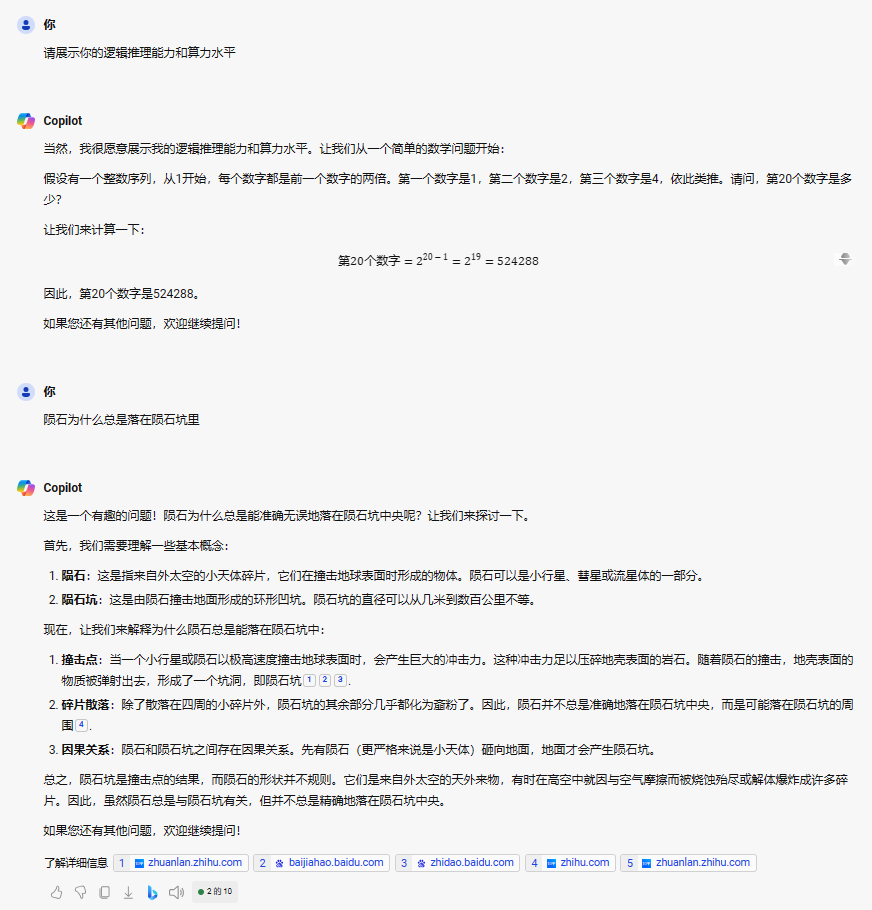 你
请展示你的逻辑推理能力和算力水平
Copilot
当然，我很愿意展示我的逻辑推理能力和算力水平。让我们从一个简单的数学问题开始：
假设有一个整数序列，从1开始，每个数字都是前一个数字的两倍。第一个数字是1，第二个数字是2，第三个数字是4，依此类推。请问，第20个数字是多
少？
让我们来计算一下：
第20个数字 = 2^{20−1} = 2^{19} = 524288
因此，第20个数字是524288。
如果您还有其他问题，欢迎继续提问！
你
陨石为什么总是落在陨石坑里
Copilot
这是一个有趣的问题！陨石为什么总是能准确无误地落在陨石坑中央呢？让我们来探讨一下。
首先，我们需要理解一些基本概念：
1. 陨石：这是指来自外太空的小天体碎片，它们在撞击地球表面时形成的物体。陨石可以是小行星、彗星或流星体的一部分。
2. 陨石坑：这是由陨石撞击地面形成的环形凹坑。陨石坑的直径可以从几米到数百公里不等。
现在，让我们来解释为什么陨石总是能落在陨石坑中：
1. 撞击点：当一个小行星或陨石以极高速度撞击地球表面时，会产生巨大的冲击力。这种冲击力足以压碎地壳表面的岩石。随着陨石的撞击，地壳表面的
物质被弹射出去，形成了一个坑洞，即陨石坑 1 2 3 .
2. 碎片散落：除了散落在四周的小碎片外，陨石坑的其余部分几乎都化为齑粉了。因此，陨石并不总是准确地落在陨石坑中央，而是可能落在陨石坑的周
围 4 .
3. 因果关系：陨石和陨石坑之间存在因果关系。先有陨石（更严格来说是小天体）砸向地面，地面才会产生陨石坑。
总之，陨石坑是撞击点的结果，而陨石的形状并不规则。它们是来自外太空的天外来物，有时在高空中就因与空气摩擦而被烧蚀殆尽或解体爆炸成许多碎
片。因此，虽然陨石总是与陨石坑有关，但并不总是精确地落在陨石坑中央。
如果您还有其他问题，欢迎继续提问！
了解详细信息 1 zhuanlan.zhihu.com 2 baijiahao.baidu.com 3 zhidao.baidu.com 4 zhihu.com 5 zhuanlan.zhihu.com
2 的 10